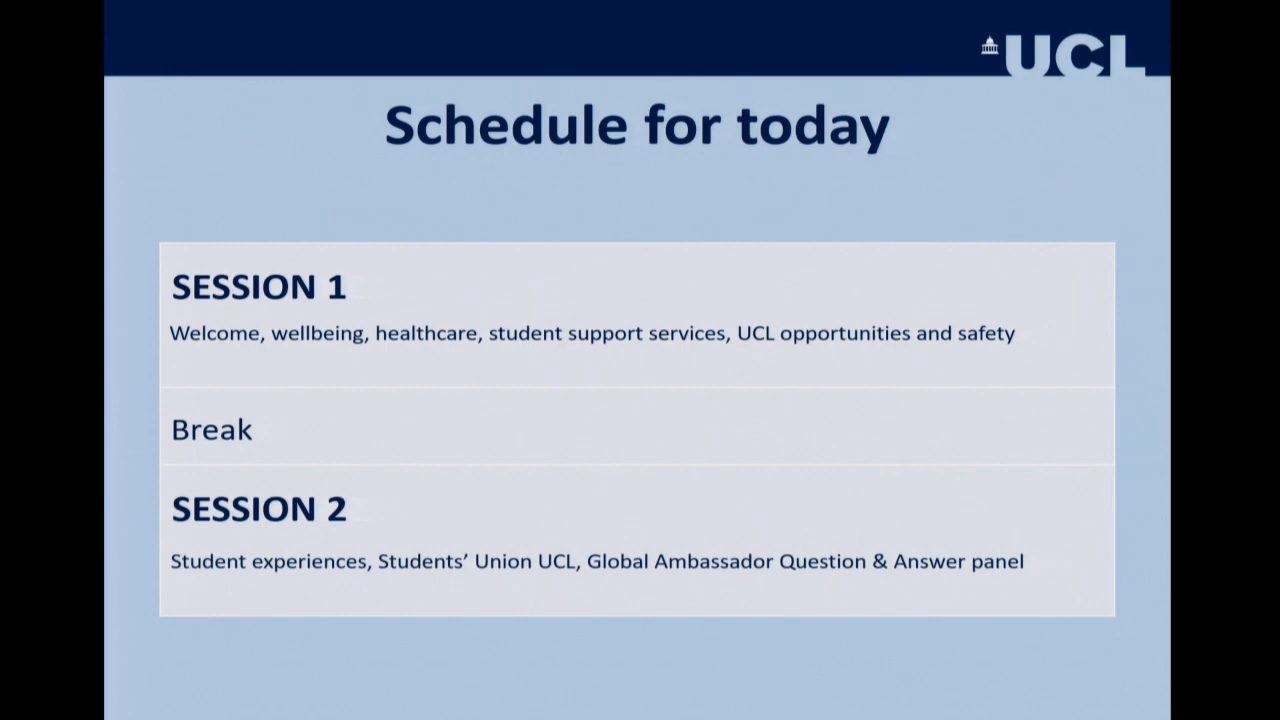 UCL
Schedule for today
SESSION 1
Welcome, wellbeing, healthcare, student support services, UCL opportunities and safety
Break
SESSION 2
Student experiences, Students’ Union UCL, Global Ambassador Question & Answer panel